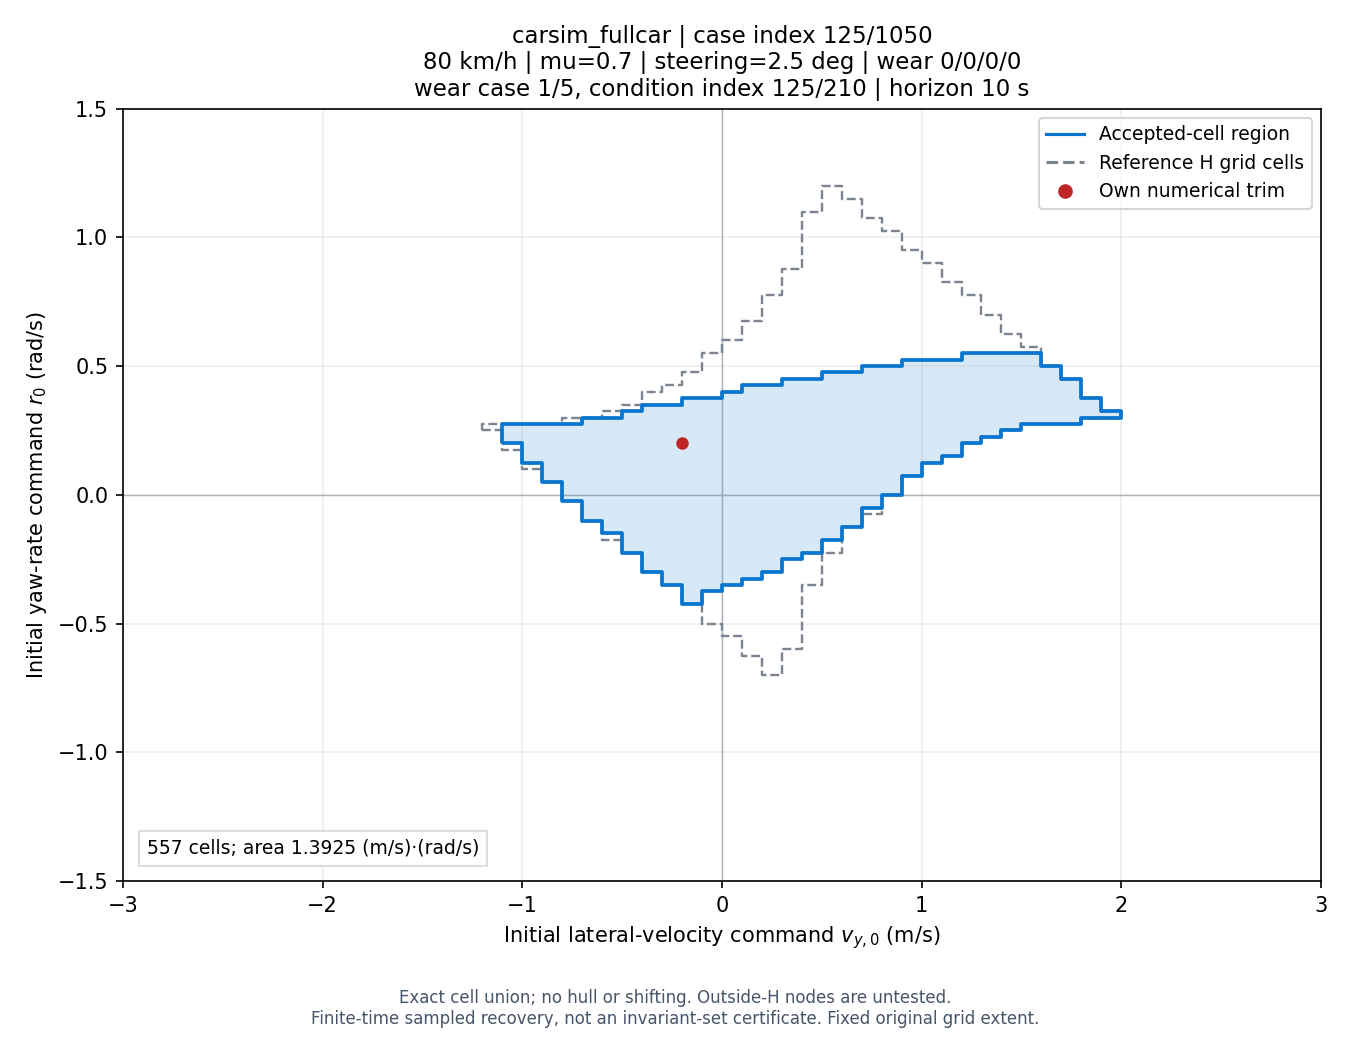 carsim_fullcar | case index 125/1050
80 km/h | mu=0.7 | steering=2.5 deg | wear 0/0/0/0
wear case 1/5, condition index 125/210 | horizon 10 s
Accepted-cell region
Reference H grid cells
Own numerical trim
1.5
1.0
0.5
0.0
−0.5
−1.0
−1.5
Initial yaw-rate command r₀ (rad/s)
557 cells; area 1.3925 (m/s)·(rad/s)
−3
−2
−1
0
1
2
3
Initial lateral-velocity command v_{y,0} (m/s)
Exact cell union; no hull or shifting. Outside-H nodes are untested.
Finite-time sampled recovery, not an invariant-set certificate. Fixed original grid extent.